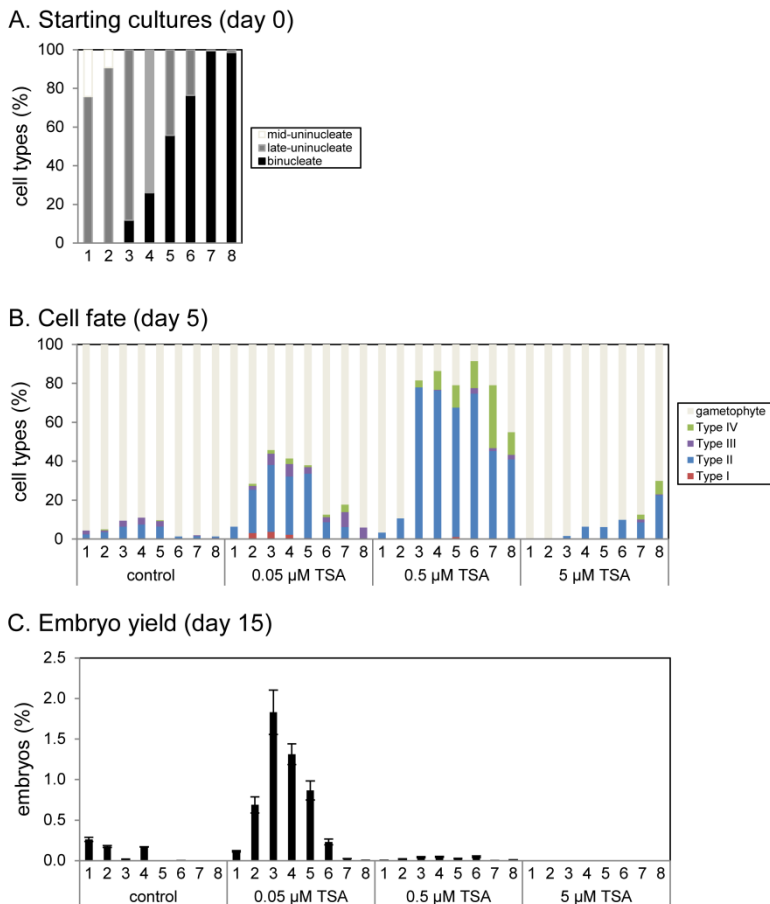 A. Starting cultures (day 0)
100
80
60
40
20
0
cell types (%)
1 2 3 4 5 6 7 8
mid-uninucleate
late-uninucleate
binucleate
B. Cell fate (day 5)
100
80
60
40
20
0
cell types (%)
1 2 3 4 5 6 7 8 1 2 3 4 5 6 7 8 1 2 3 4 5 6 7 8 1 2 3 4 5 6 7 8
control 0.05 µM TSA 0.5 µM TSA 5 µM TSA
gametophyte
Type IV
Type III
Type II
Type I
C. Embryo yield (day 15)
2.5
2.0
1.5
1.0
0.5
0.0
embryos (%)
1 2 3 4 5 6 7 8 1 2 3 4 5 6 7 8 1 2 3 4 5 6 7 8 1 2 3 4 5 6 7 8
control 0.05 µM TSA 0.5 µM TSA 5 µM TSA